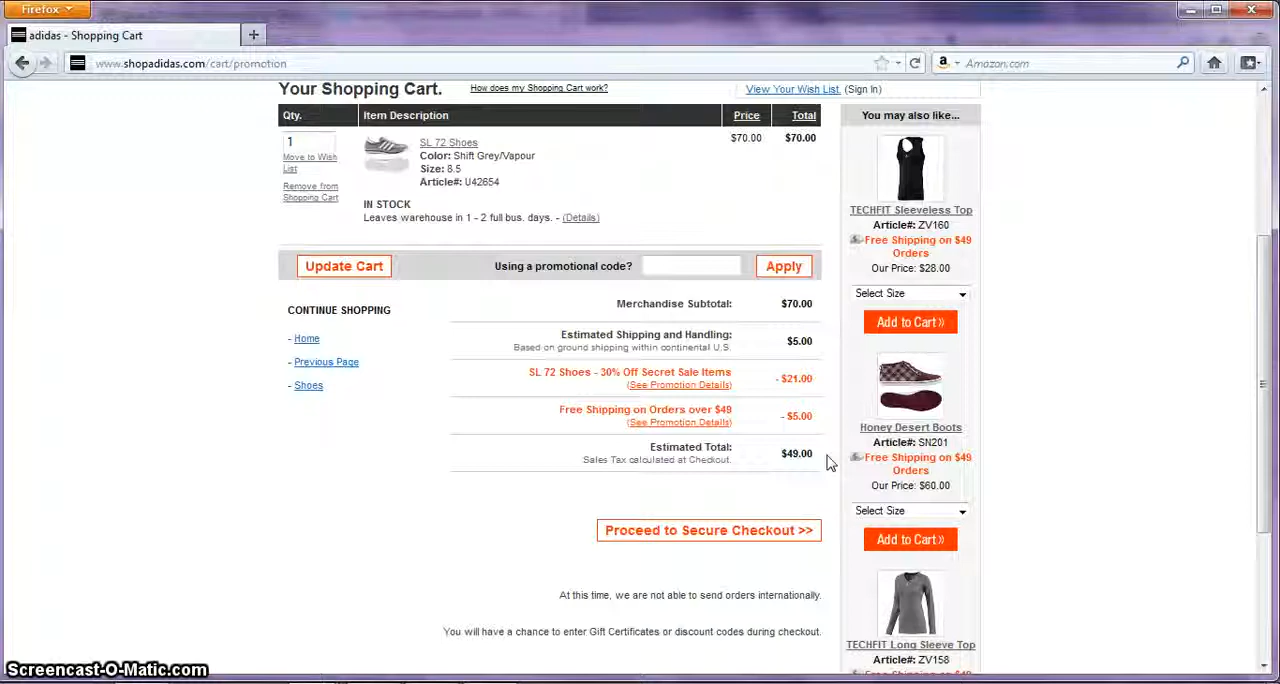 Firefox
adidas - Shopping Cart
www.shopadidas.com/cart/promotion
Amazon.com
Your Shopping Cart.
How does my Shopping Cart work?
View Your Wish List. (Sign In)
Qty.
Item Description
Price
Total
You may also like...
1
SL 72 Shoes
$70.00
$70.00
Move to Wish
List
Color: Shift Grey/Vapour
Size: 8.5
Article#: U42654
Remove from
Shopping Cart
IN STOCK
Leaves warehouse in 1 - 2 full bus. days. - (Details)
TECHFIT Sleeveless Top
Article#: ZV160
Free Shipping on $49
Orders
Our Price: $28.00
Select Size
Add to Cart »
Update Cart
Using a promotional code?
Apply
CONTINUE SHOPPING
- Home
- Previous Page
- Shoes
Merchandise Subtotal:
$70.00
Estimated Shipping and Handling:
Based on ground shipping within continental U.S.
$5.00
SL 72 Shoes - 30% Off Secret Sale Items
(See Promotion Details)
- $21.00
Free Shipping on Orders over $49
(See Promotion Details)
- $5.00
Estimated Total:
Sales Tax calculated at Checkout.
$49.00
Honey Desert Boots
Article#: SN201
Free Shipping on $49
Orders
Our Price: $60.00
Select Size
Add to Cart »
Proceed to Secure Checkout >>
At this time, we are not able to send orders internationally.
You will have a chance to enter Gift Certificates or discount codes during checkout.
TECHFIT Long Sleeve Top
Article#: ZV158
Free Shipping on $49
Screencast-O-Matic.com